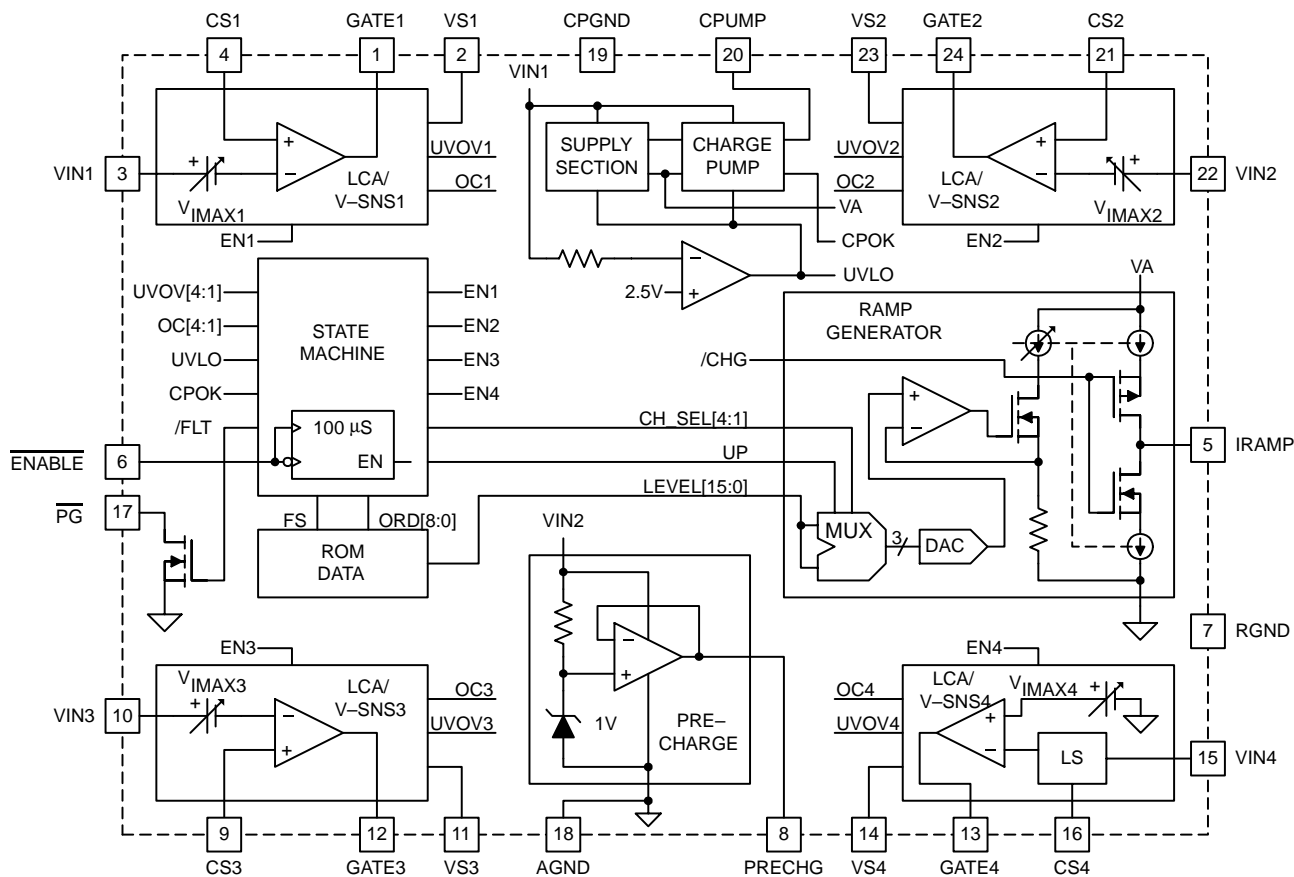 CS1 GATE1 VS1 CPGND CPUMP VS2 GATE2 CS2
4 1 2 19 20 23 24 21
VIN1
+
−
LCA/
V–SNS1
+
VIMAX1
VIN1 3
UVOV1
OC1
EN1
SUPPLY
SECTION
CHARGE
PUMP
VA
CPOK
−
+
2.5V
UVLO
UVOV2
OC2
+
−
LCA/
V–SNS2
+
VIMAX2
22 VIN2
EN2
UVOV[4:1]
OC[4:1]
UVLO
CPOK
/FLT
STATE
MACHINE
EN1
EN2
EN3
EN4
100 µS
EN
ENABLE 6
PG 17
FS ORD[8:0]
ROM
DATA
CH_SEL[4:1]
UP
LEVEL[15:0]
VA
RAMP
GENERATOR
/CHG
+
−
MUX
3
DAC
5 IRAMP
7 RGND
VIN2
−
+
1V
PRE–
CHARGE
EN3
VIMAX3
+
LCA/
V–SNS3
−
+
VIN3 10
OC3
UVOV3
EN4
OC4
UVOV4
LCA/
V–SNS4
VIMAX4
+
+
−
LS
15 VIN4
9 12 11 18 8 14 13 16
CS3 GATE3 VS3 AGND PRECHG VS4 GATE4 CS4